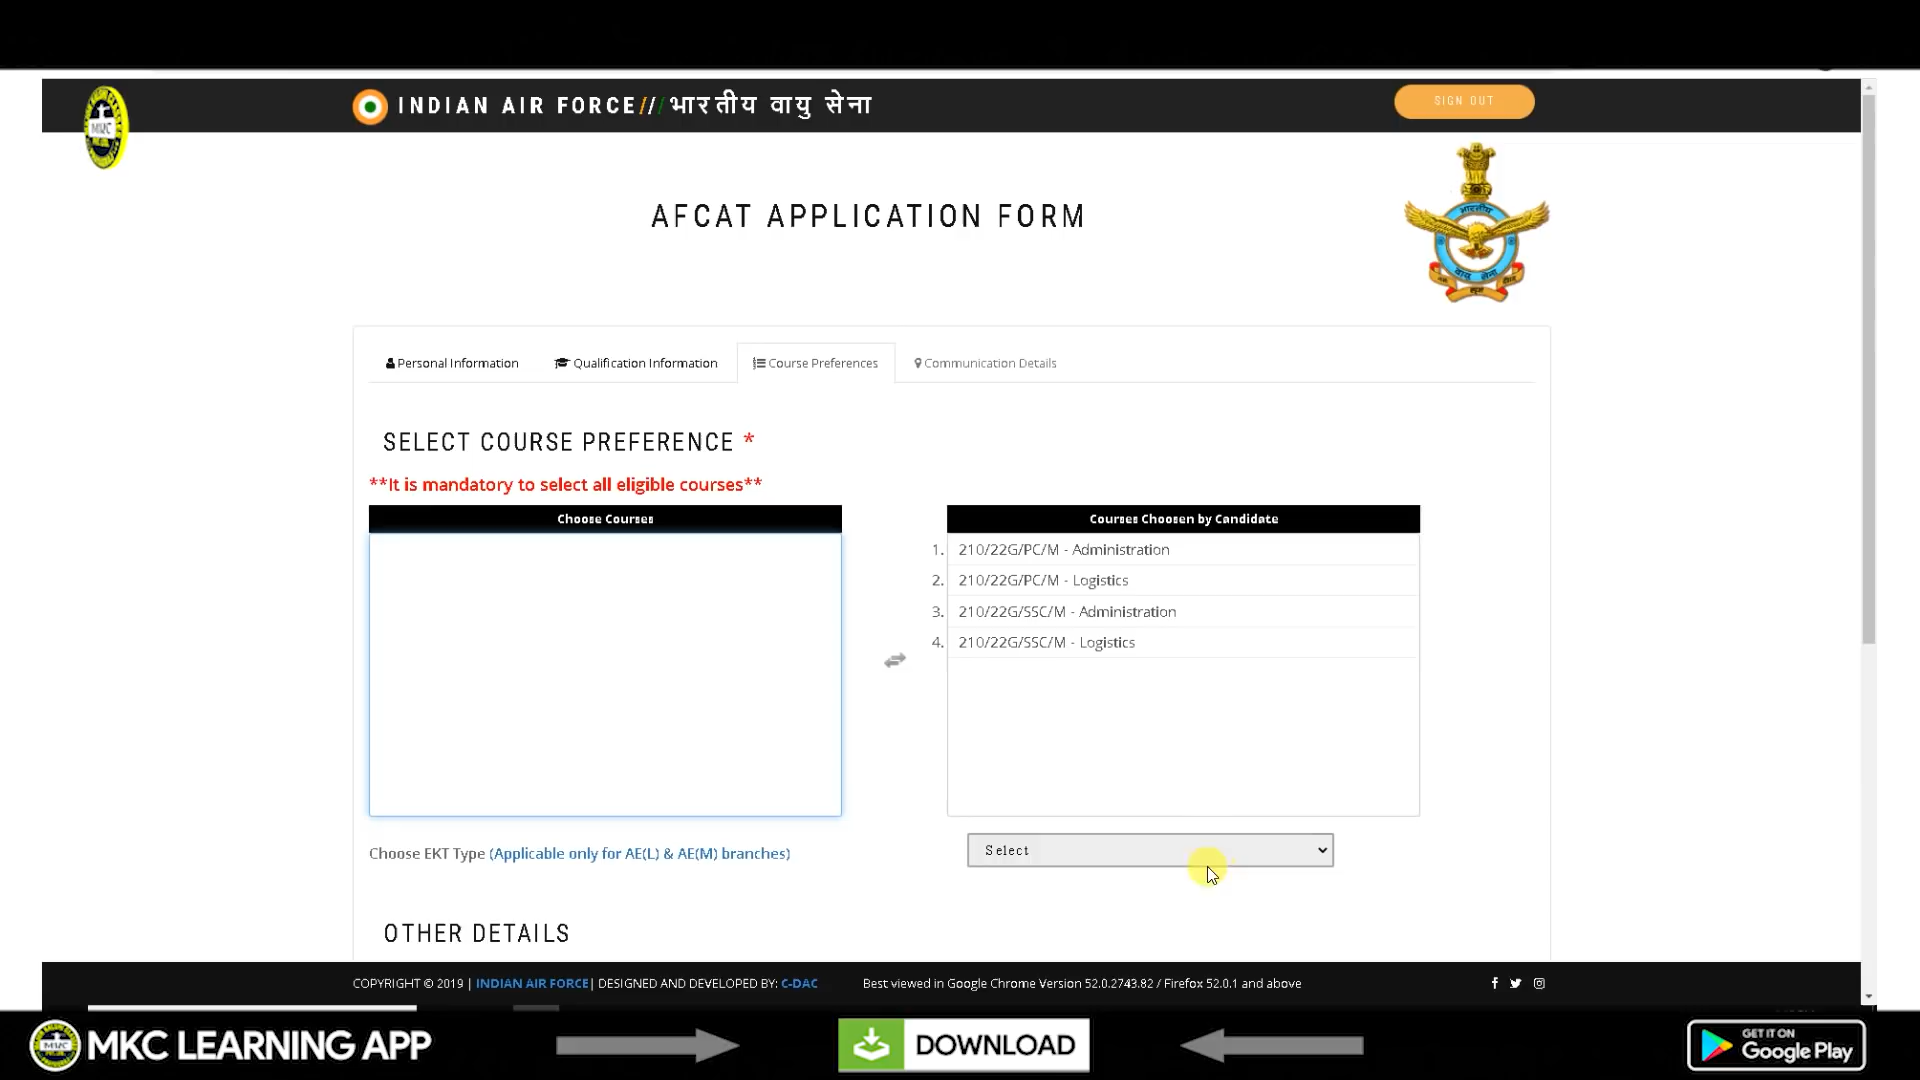 INDIAN AIR FORCE///भारतीय वायु सेना
SIGN OUT
MKC
AFCAT APPLICATION FORM
Personal Information
Qualification Information
Course Preferences
Communication Details
SELECT COURSE PREFERENCE *
**It is mandatory to select all eligible courses**
Choose Courses
Courses Choosen by Candidate
1. 210/22G/PC/M - Administration
2. 210/22G/PC/M - Logistics
3. 210/22G/SSC/M - Administration
4. 210/22G/SSC/M - Logistics
Choose EKT Type (Applicable only for AE(L) & AE(M) branches)
Select
OTHER DETAILS
COPYRIGHT © 2019 | INDIAN AIR FORCE| DESIGNED AND DEVELOPED BY: C-DAC
Best viewed in Google Chrome Version 52.0.2743.82 / Firefox 52.0.1 and above
MKC LEARNING APP
DOWNLOAD
GET IT ON
Google Play